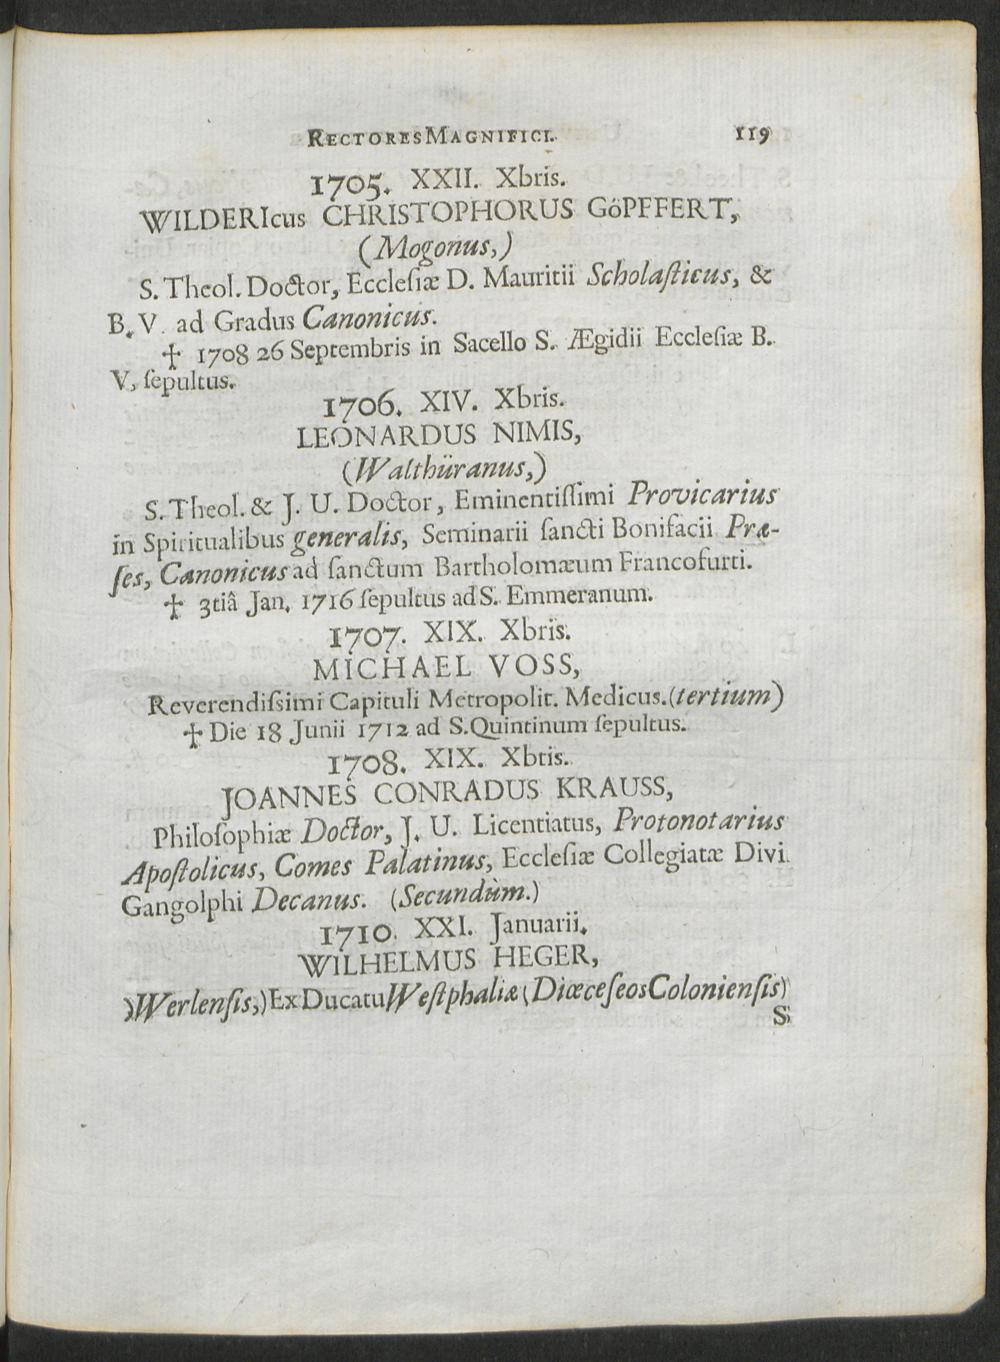 RECTORES MAGNIFICI. 119
1705. XXII. Xbris.
WILDERIcus CHRISTOPHORUS GöPFFERT,
(Mogonus,)
S. Theol. Doctor, Ecclesiæ D. Mauritii Scholaſticus, &
B. V. ad Gradus Canonicus.
✝ 1708 26 Septembris in Sacello S. Ægidii Ecclesiæ B.
V, ſepultus.
1706. XIV. Xbris.
LEONARDUS NIMIS,
(Walthüranus,)
S. Theol. & J. U. Doctor, Eminentiſſimi Provicarius
in Spiritualibus generalis, Seminarii ſancti Bonifacii Præ-
ſes, Canonicus ad ſanctum Bartholomæum Francofurti.
✝ 3tiâ Jan. 1716 ſepultus ad S. Emmeranum.
1707. XIX. Xbris.
MICHAEL VOSS,
Reverendiſsimi Capituli Metropolit. Medicus. (tertium)
✝ Die 18 Junii 1712 ad S. Quintinum ſepultus.
1708. XIX. Xbris.
JOANNES CONRADUS KRAUSS,
Philoſophiæ Doctor, J. U. Licentiatus, Protonotarius
Apoſtolicus, Comes Palatinus, Eccleſiæ Collegiatæ Divi
Gangolphi Decanus. (Secundùm.)
1710. XXI. Januarii.
WILHELMUS HEGER,
)Werlenſis,) Ex Ducatu Weſtphaliæ (Diœceſeos Colonienſis)
S